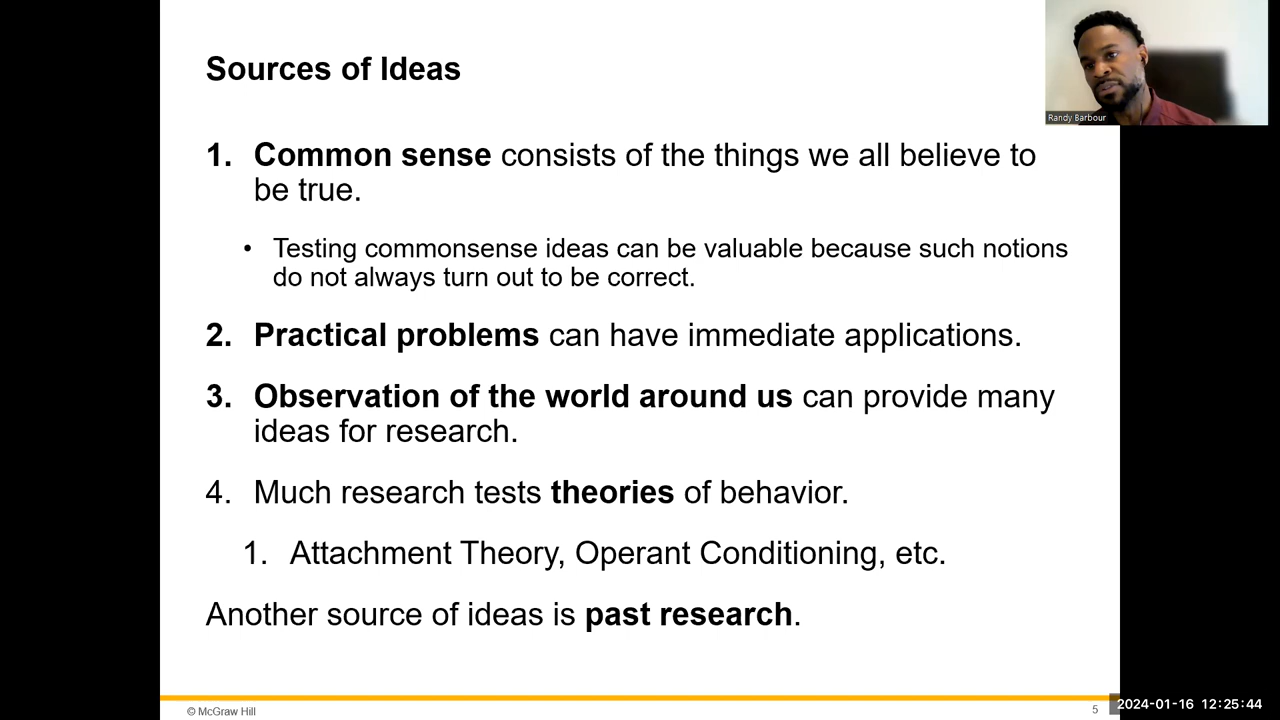 Sources of Ideas
Randy Barbour
1. Common sense consists of the things we all believe to
be true.
• Testing commonsense ideas can be valuable because such notions
do not always turn out to be correct.
2. Practical problems can have immediate applications.
3. Observation of the world around us can provide many
ideas for research.
4. Much research tests theories of behavior.
1. Attachment Theory, Operant Conditioning, etc.
Another source of ideas is past research.
© McGraw Hill
5
2024-01-16 12:25:44